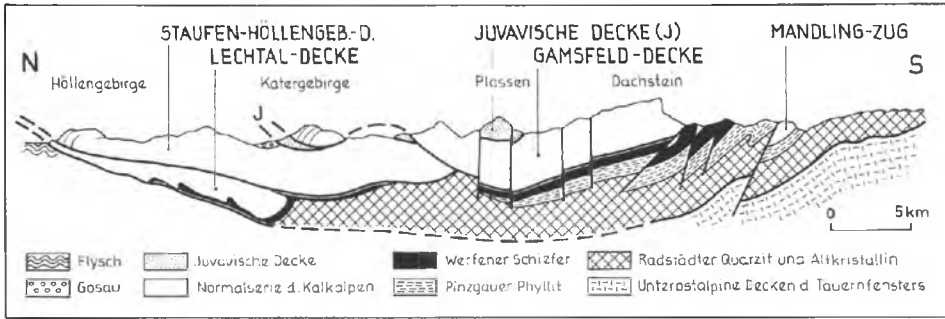 STAUFEN-HÖLLENGEB.-D. JUVAVISCHE DECKE (J) MANDLING-ZUG
N LECHTAL-DECKE GAMSFELD-DECKE S
Höllengebirge Katergebirge Plassen Dachstein
J
0 5km
Flysch Juvavische Decke Werfener Schiefer Radstädter Quarzit und Altkristallin
Gosau Normalserie d. Kalkalpen Pinzgauer Phyllit Unterostalpine Decken d. Tauernfensters